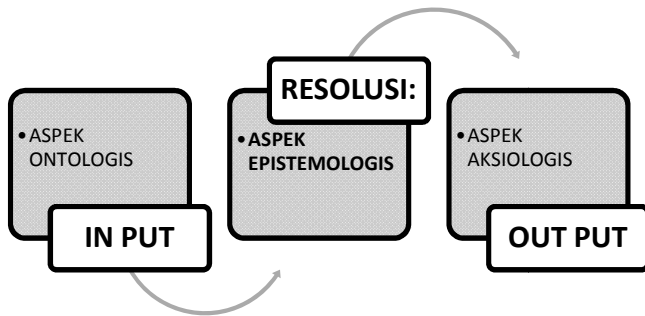 RESOLUSI:
• ASPEK
ONTOLOGIS
IN PUT
• ASPEK
EPISTEMOLOGIS
• ASPEK
AKSIOLOGIS
OUT PUT